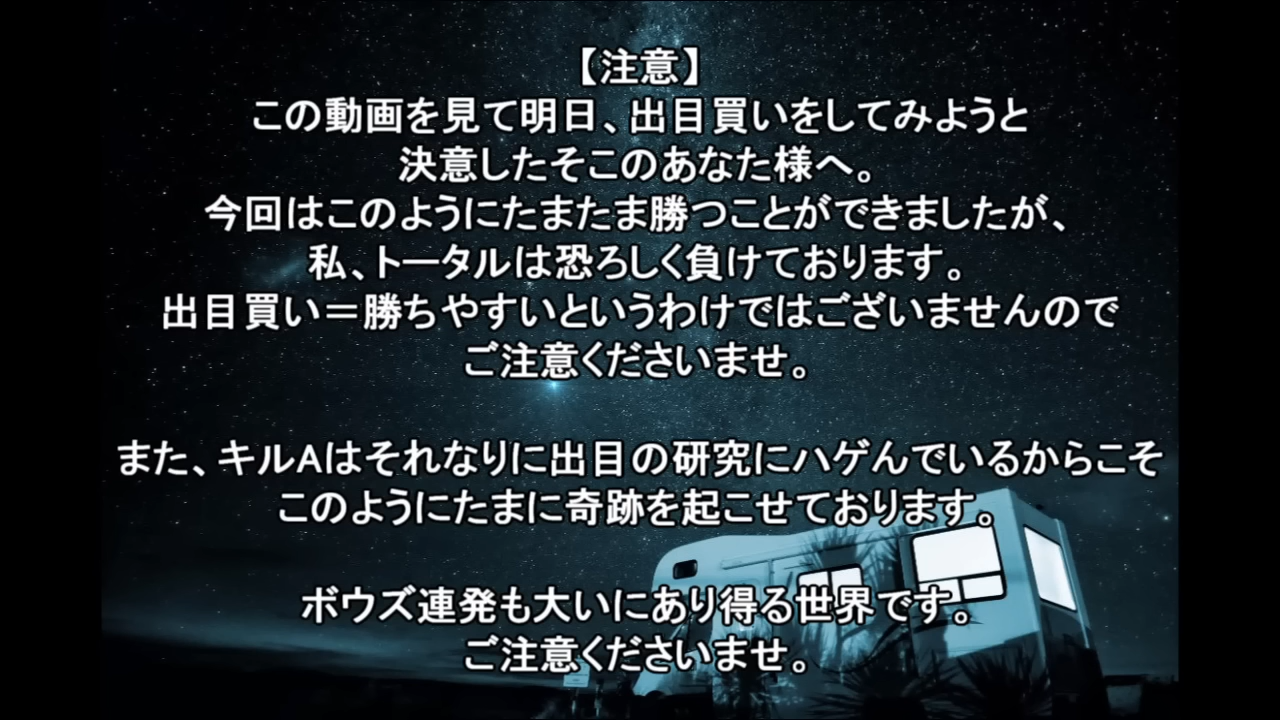 【注意】
この動画を見て明日、出目買いをしてみようと
決意したそこのあなた様へ。
今回はこのようにたまたま勝つことができましたが、
私、トータルは恐ろしく負けております。
出目買い＝勝ちやすいというわけではございませんので
ご注意くださいませ。
また、キルAはそれなりに出目の研究にハゲんでいるからこそ
このようにたまに奇跡を起こせております。
ボウズ連発も大いにあり得る世界です。
ご注意くださいませ。